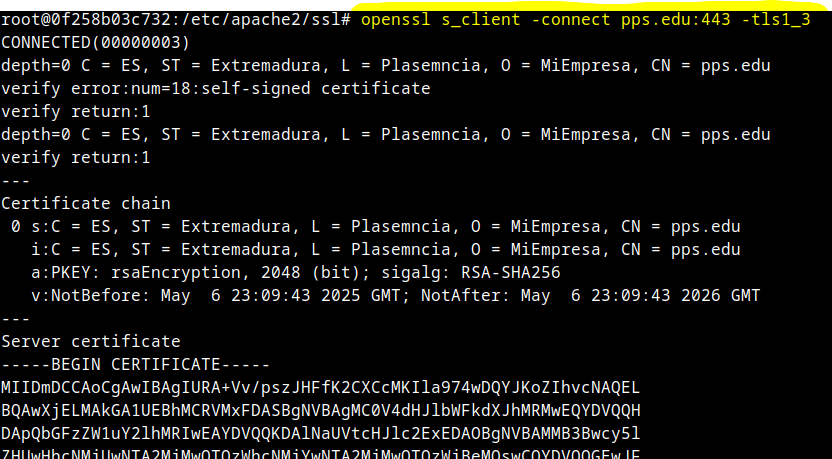 root@0f258b03c732:/etc/apache2/ssl# openssl s_client -connect pps.edu:443 -tls1_3
CONNECTED(00000003)
depth=0 C = ES, ST = Extremadura, L = Plasemncia, O = MiEmpresa, CN = pps.edu
verify error:num=18:self-signed certificate
verify return:1
depth=0 C = ES, ST = Extremadura, L = Plasemncia, O = MiEmpresa, CN = pps.edu
verify return:1
---
Certificate chain
 0 s:C = ES, ST = Extremadura, L = Plasemncia, O = MiEmpresa, CN = pps.edu
   i:C = ES, ST = Extremadura, L = Plasemncia, O = MiEmpresa, CN = pps.edu
   a:PKEY: rsaEncryption, 2048 (bit); sigalg: RSA-SHA256
   v:NotBefore: May  6 23:09:43 2025 GMT; NotAfter: May  6 23:09:43 2026 GMT
---
Server certificate
-----BEGIN CERTIFICATE-----
MIIDmDCCAoCgAwIBAgIURA+Vv/pszJHFfK2CXCcMKIla974wDQYJKoZIhvcNAQEL
BQAwXjELMAkGA1UEBhMCRVMxFDASBgNVBAgMC0V4dHJlbWFkdXJhMRMwEQYDVQQH
DApQbGFzZW1uY2lhMRIwEAYDVQQKDAlNaUVtcHJlc2ExEDAOBgNVBAMMB3Bwcy5l